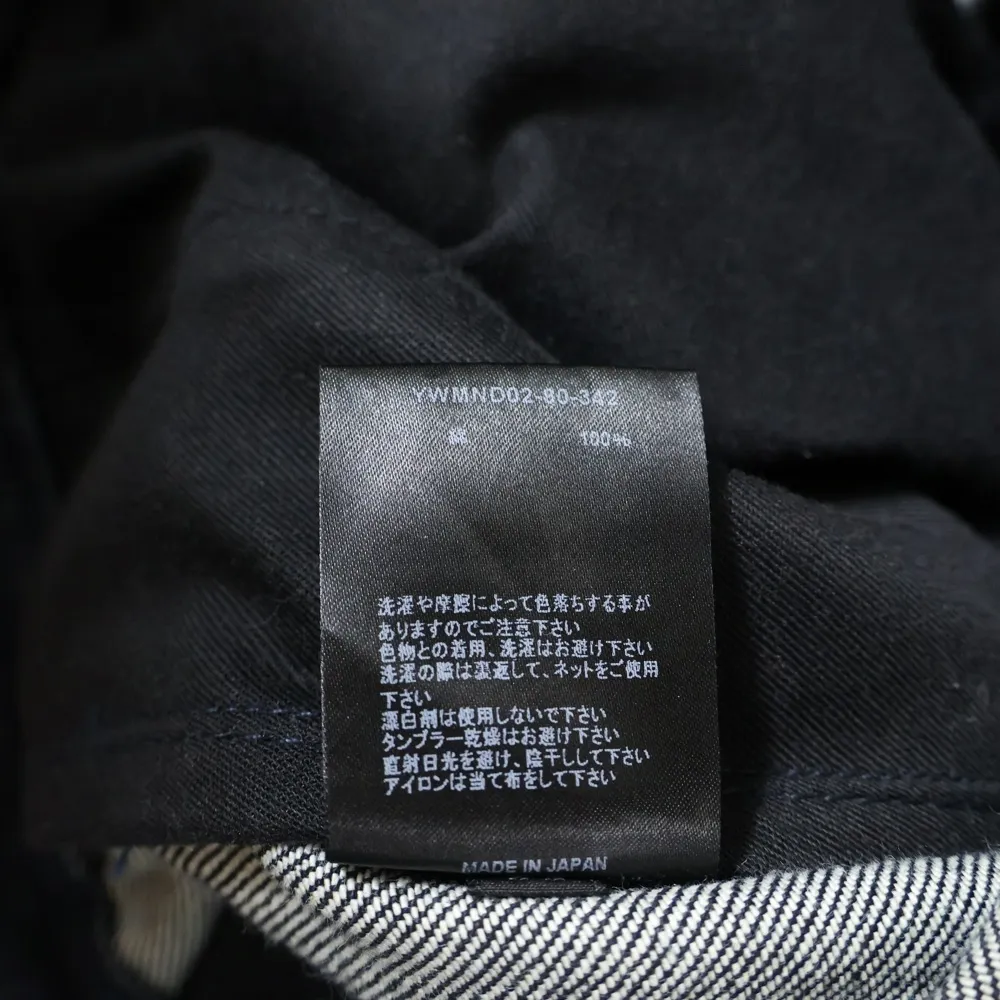 YWMND02-80-342
綿 100%
洗濯や摩擦によって色落ちする事が
ありますのでご注意下さい
色物との着用、洗濯はお避け下さい
洗濯の際は裏返して、ネットをご使用
下さい
漂白剤は使用しないで下さい
タンブラー乾燥はお避け下さい
直射日光を避け、陰干しして下さい
アイロンは当て布をして下さい
MADE IN JAPAN